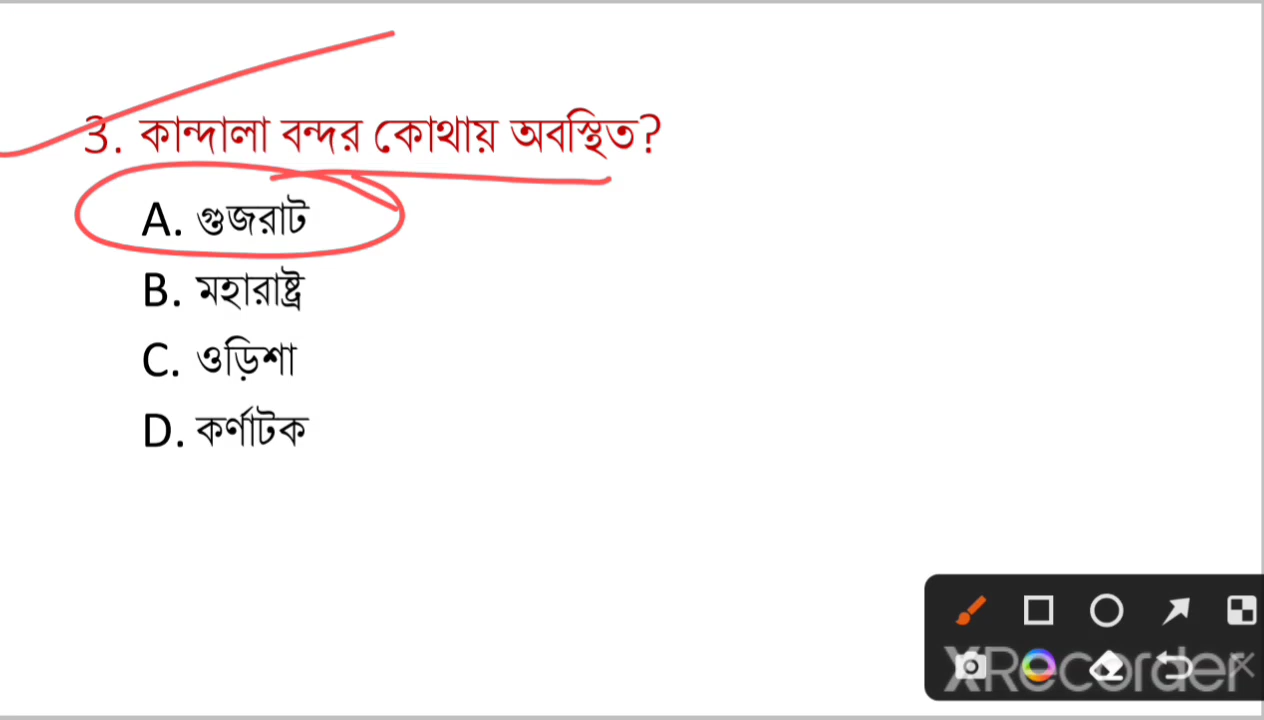 3. কান্দালা বন্দর কোথায় অবস্থিত?
A. গুজরাট
B. মহারাষ্ট্র
C. ওড়িশা
D. কর্ণাটক
XRecorder